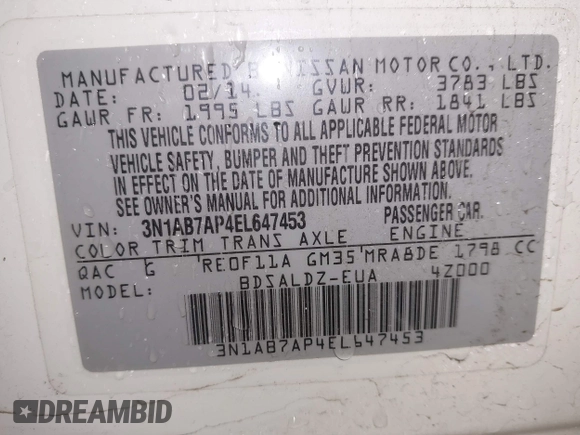 MANUFACTURED BY NISSAN MOTOR CO., LTD.
DATE: 02/14. GVWR: 3783 LBS
GAWR FR: 1995 LBS GAWR RR: 1841 LBS
THIS VEHICLE CONFORMS TO ALL APPLICABLE FEDERAL MOTOR
VEHICLE SAFETY, BUMPER AND THEFT PREVENTION STANDARDS
IN EFFECT ON THE DATE OF MANUFACTURE SHOWN ABOVE.
SEE OWNER'S MANUAL FOR ADDITIONAL INFORMATION.
VIN: 3N1AB7AP4EL647453 PASSENGER CAR.
COLOR TRIM TRANS AXLE ENGINE
QAC G RE0F11A GM35 MRA8DE 1798 CC
BDSALDZ-EUA 4Z000
3N1AB7AP4EL647453
DREAMBID